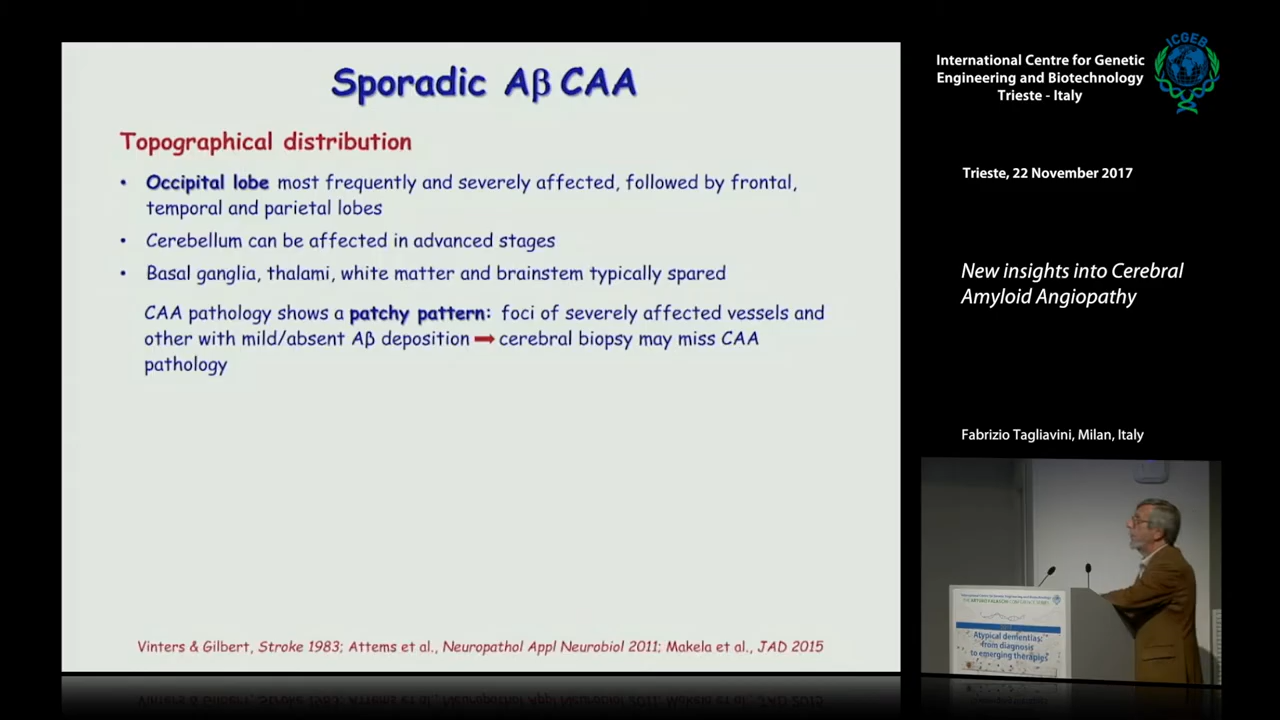 Sporadic Aβ CAA
Topographical distribution
• Occipital lobe most frequently and severely affected, followed by frontal,
temporal and parietal lobes
• Cerebellum can be affected in advanced stages
• Basal ganglia, thalami, white matter and brainstem typically spared
CAA pathology shows a patchy pattern: foci of severely affected vessels and
other with mild/absent Aβ deposition ➡ cerebral biopsy may miss CAA
pathology
Vinters & Gilbert, Stroke 1983; Attems et al., Neuropathol Appl Neurobiol 2011; Makela et al., JAD 2015
International Centre for Genetic
Engineering and Biotechnology
Trieste - Italy
ICGEB
Trieste, 22 November 2017
New insights into Cerebral
Amyloid Angiopathy
Fabrizio Tagliavini, Milan, Italy
Atypical dementias:
from diagnosis
to emerging therapies